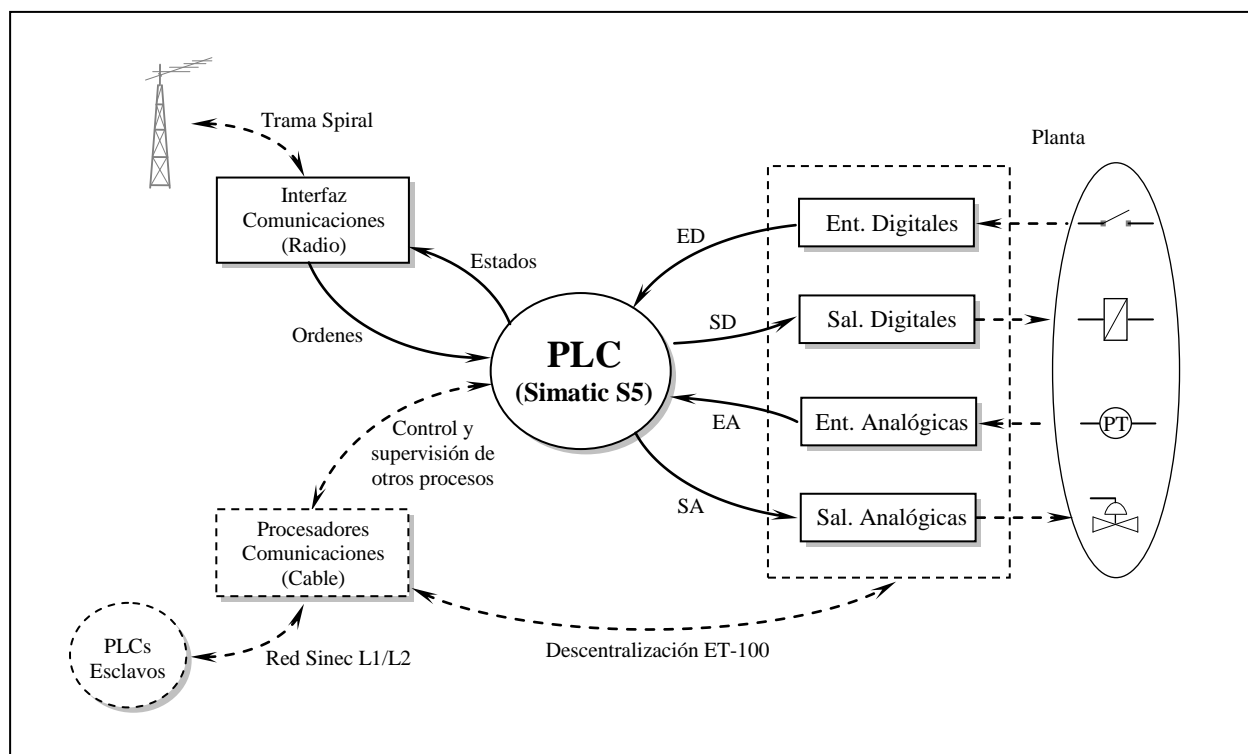 Trama Spiral
Planta
Interfaz
Comunicaciones
(Radio)
Ent. Digitales
ED
Estados
SD
Sal. Digitales
Ordenes
PLC
(Simatic S5)
EA
Ent. Analógicas
PT
Control y
supervisión de
otros procesos
SA
Sal. Analógicas
Procesadores
Comunicaciones
(Cable)
PLCs
Esclavos
Red Sinec L1/L2
Descentralización ET-100